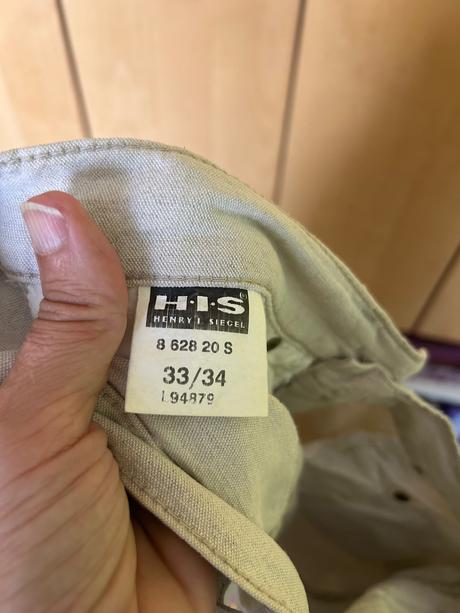 H·I·S®
HENRY I. SIEGEL
8 628 20 S
33/34
L94879